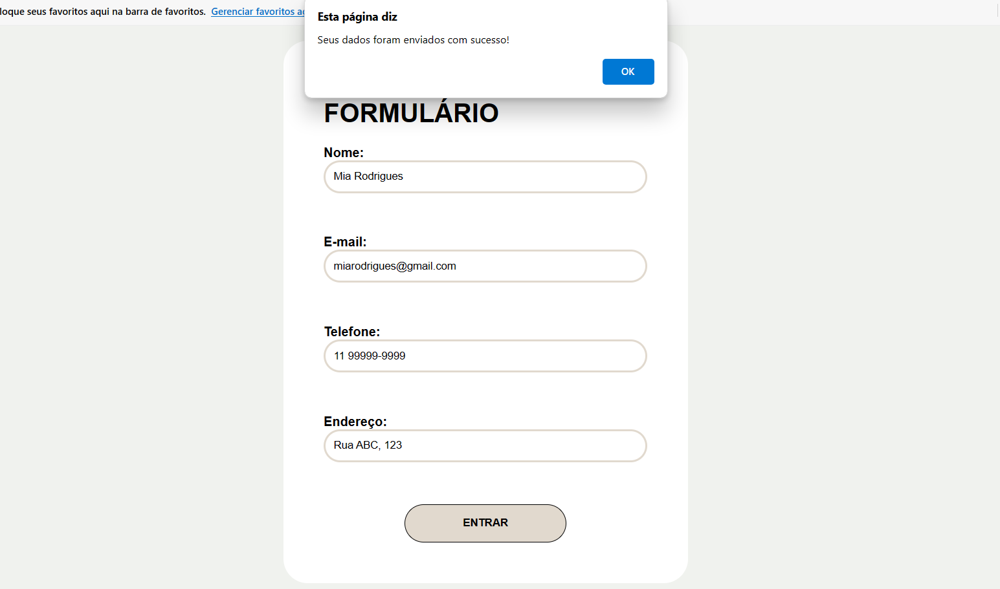 loque seus favoritos aqui na barra de favoritos. Gerenciar favoritos a
Esta página diz
Seus dados foram enviados com sucesso!
OK
FORMULÁRIO
Nome:
Mia Rodrigues
E-mail:
miarodrigues@gmail.com
Telefone:
11 99999-9999
Endereço:
Rua ABC, 123
ENTRAR